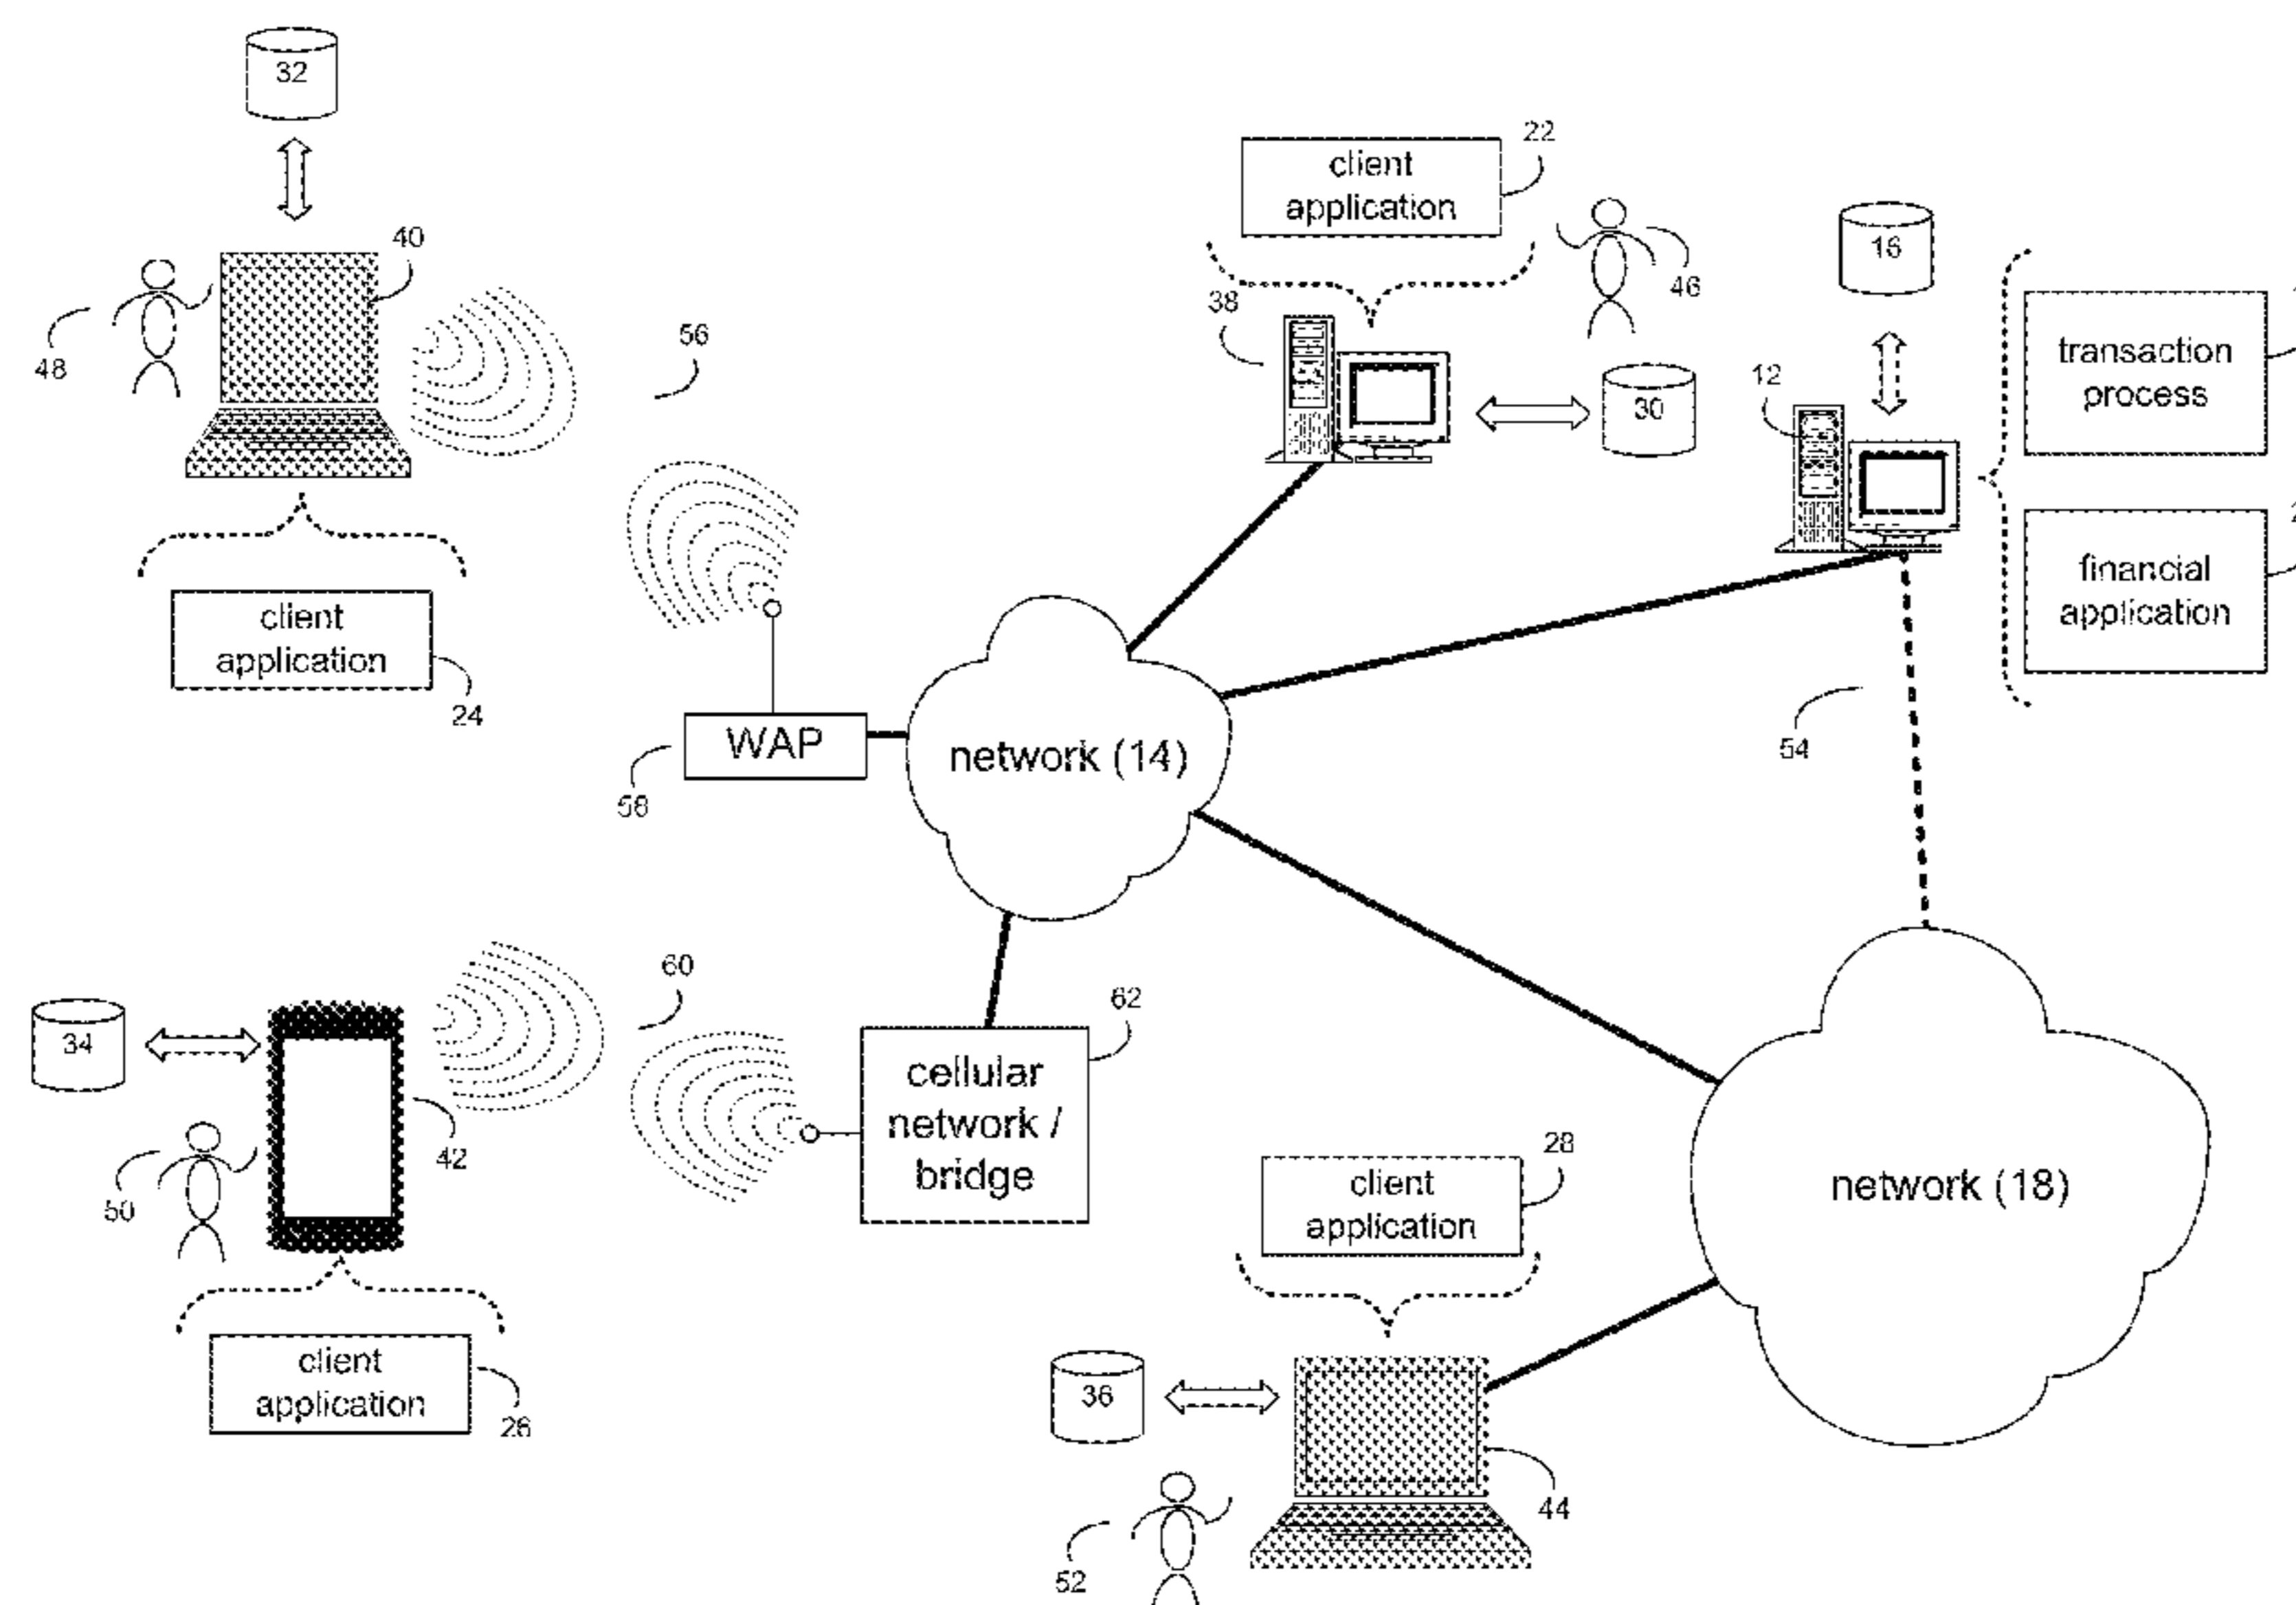 32
22
client
application
16
40
38
46
transaction
process
48
56
12
30
financial
application
client
application
24
WAP
58
network (14)
54
60
62
34
cellular
network /
bridge
42
50
28
client
application
network (18)
client
application
26
36
44
52